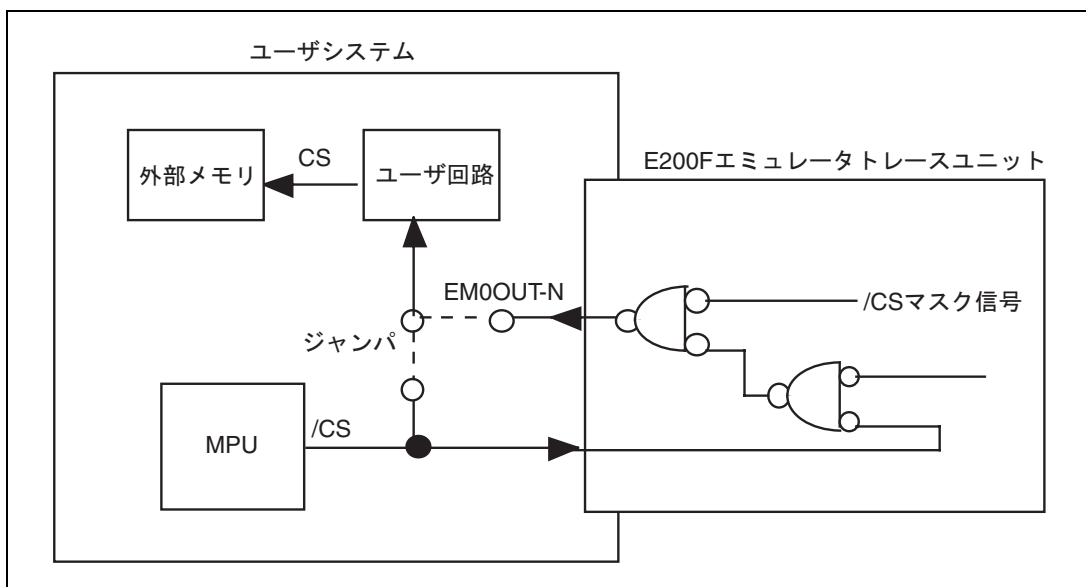 ユーザシステム
外部メモリ
CS
ユーザ回路
E200Fエミュレータトレースユニット
EM0OUT-N
/CSマスク信号
ジャンパ
MPU
/CS